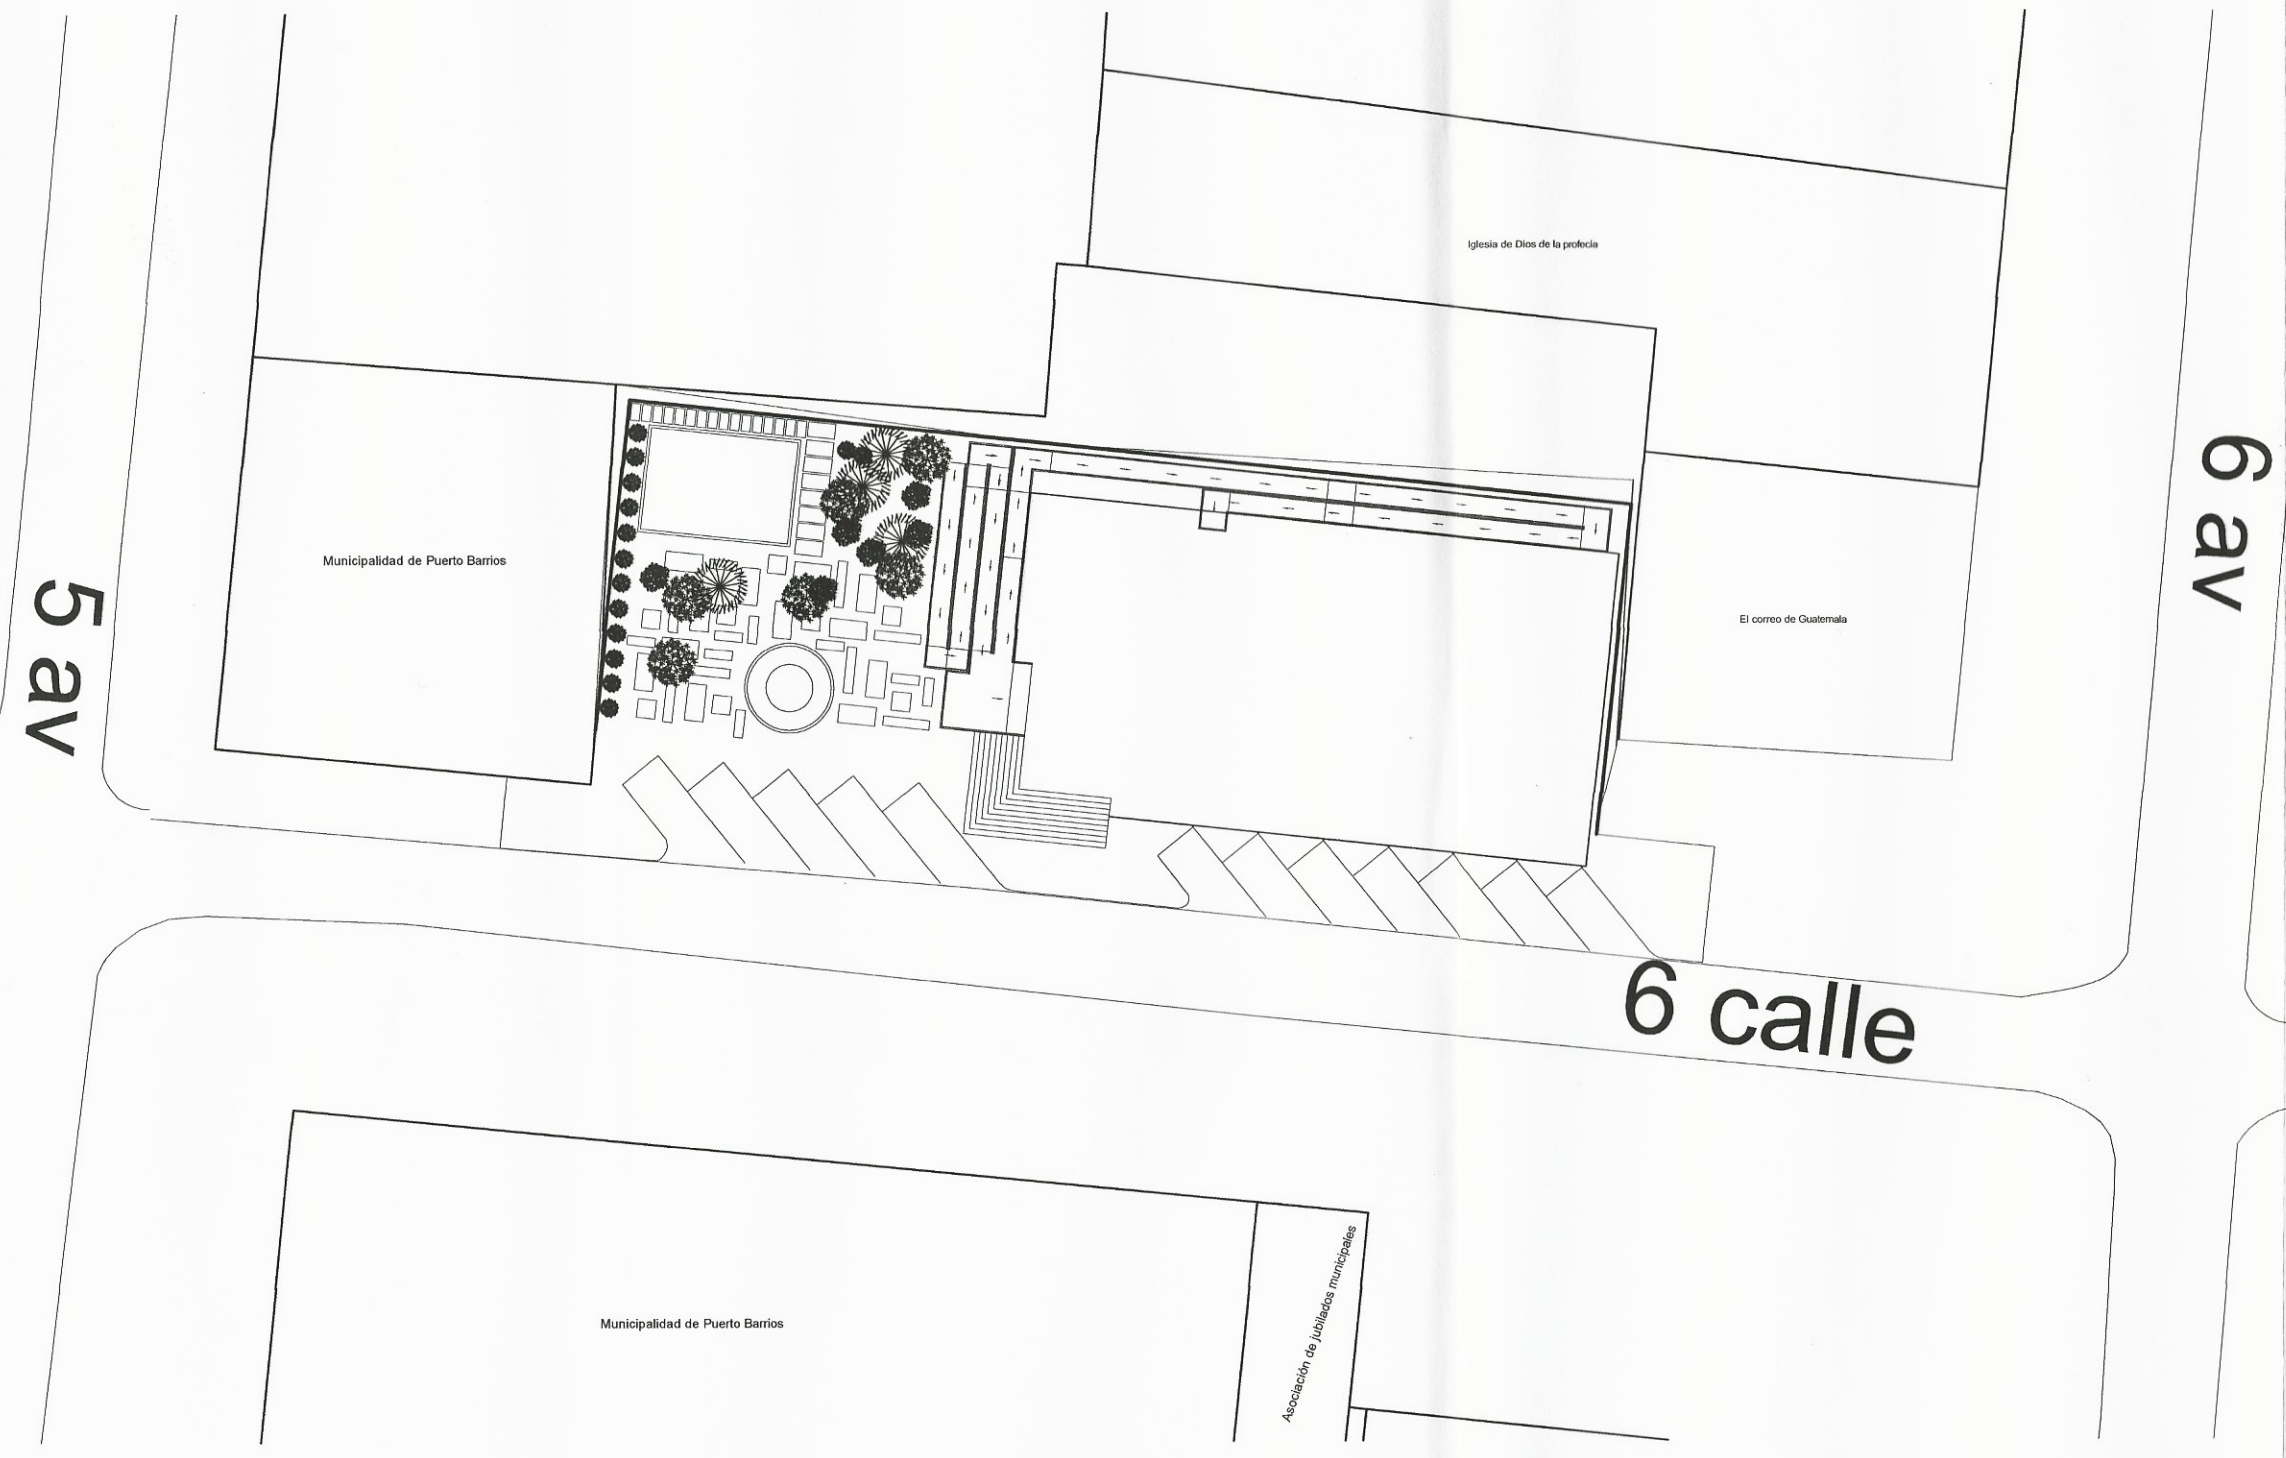 Iglesia de Dios de la profecia
6 av
Municipalidad de Puerto Barrios
5 av
El correo de Guatemala
6 calle
Municipalidad de Puerto Barrios
Asociación de jubilados municipales